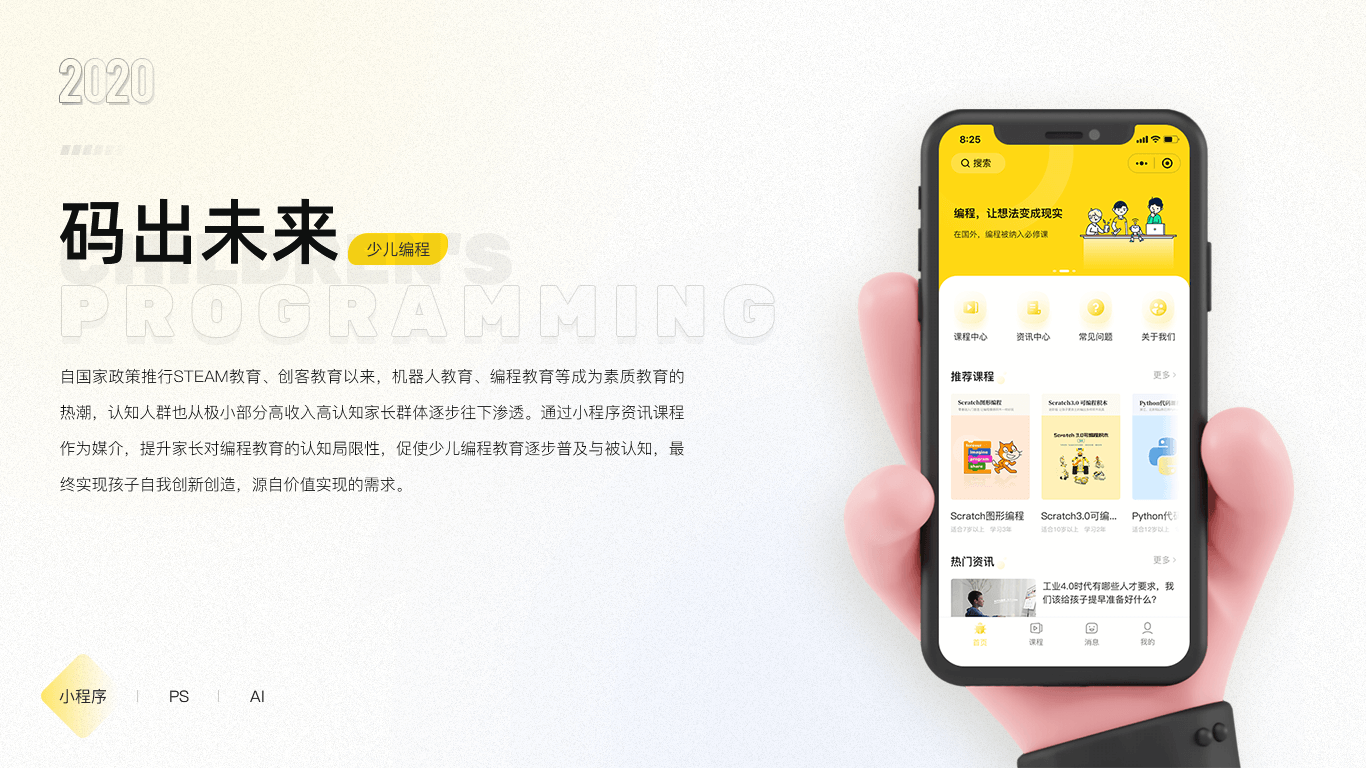 2020
码出未来
少儿编程
CHILDREN'S
PROGRAMMING
自国家政策推行STEAM教育、创客教育以来，机器人教育、编程教育等成为素质教育的
热潮，认知人群也从极小部分高收入高认知家长群体逐步往下渗透。通过小程序资讯课程
作为媒介，提升家长对编程教育的认知局限性，促使少儿编程教育逐步普及与被认知，最
终实现孩子自我创新创造，源自价值实现的需求。
小程序 | PS | AI
8:25
搜索
编程，让想法变成现实
在国外，编程被纳入必修课
课程中心 资讯中心 常见问题 关于我们
推荐课程 更多
Scratch图形编程 Scratch3.0 可编程积木 Python代码
imagine
program
share
Scratch 3.0可编程积木
Scratch图形编程 Scratch3.0可编... Python代
适合7岁以上 学习3年 适合10岁以上 学习2年 适合12岁以上
热门资讯 更多
工业4.0时代有哪些人才要求，我
们该给孩子提早准备好什么？
首页 课程 消息 我的